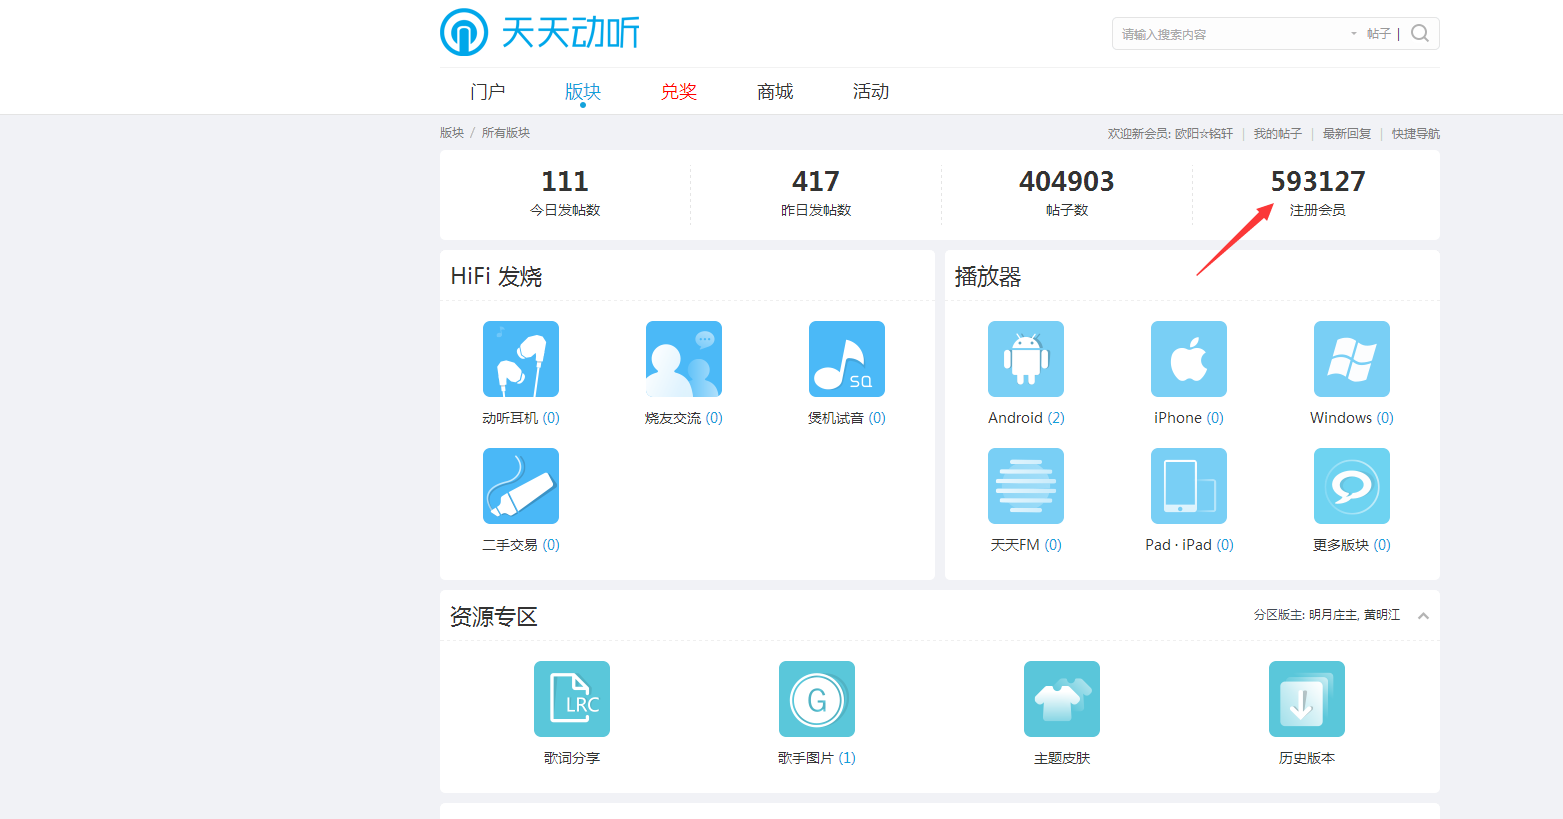 天天动听
请输入搜索内容 帖子 |
门户 版块 兑奖 商城 活动
版块 / 所有版块 欢迎新会员: 欧阳☆铭轩 | 我的帖子 | 最新回复 | 快捷导航
111 417 404903 593127
今日发帖数 昨日发帖数 帖子数 注册会员
HiFi 发烧
动听耳机 (0) 烧友交流 (0) SQ 煲机试音 (0)
二手交易 (0)
播放器
Android (2) iPhone (0) Windows (0)
天天FM (0) Pad · iPad (0) 更多版块 (0)
资源专区 分区版主: 明月庄主, 黄明江
LRC G
歌词分享 歌手图片 (1) 主题皮肤 历史版本